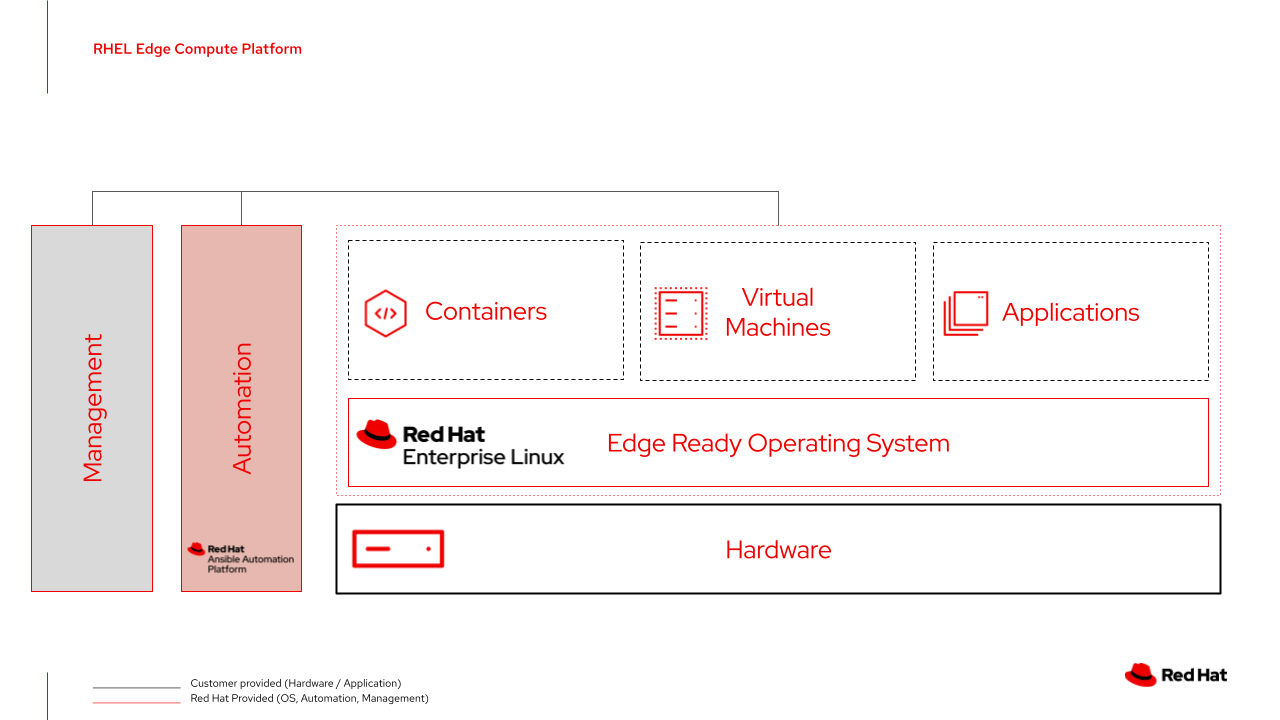 RHEL Edge Compute Platform
Management
Automation
Red Hat
Ansible Automation
Platform
Containers
Virtual
Machines
Applications
Red Hat
Enterprise Linux
Edge Ready Operating System
Hardware
Customer provided (Hardware / Application)
Red Hat Provided (OS, Automation, Management)
Red Hat